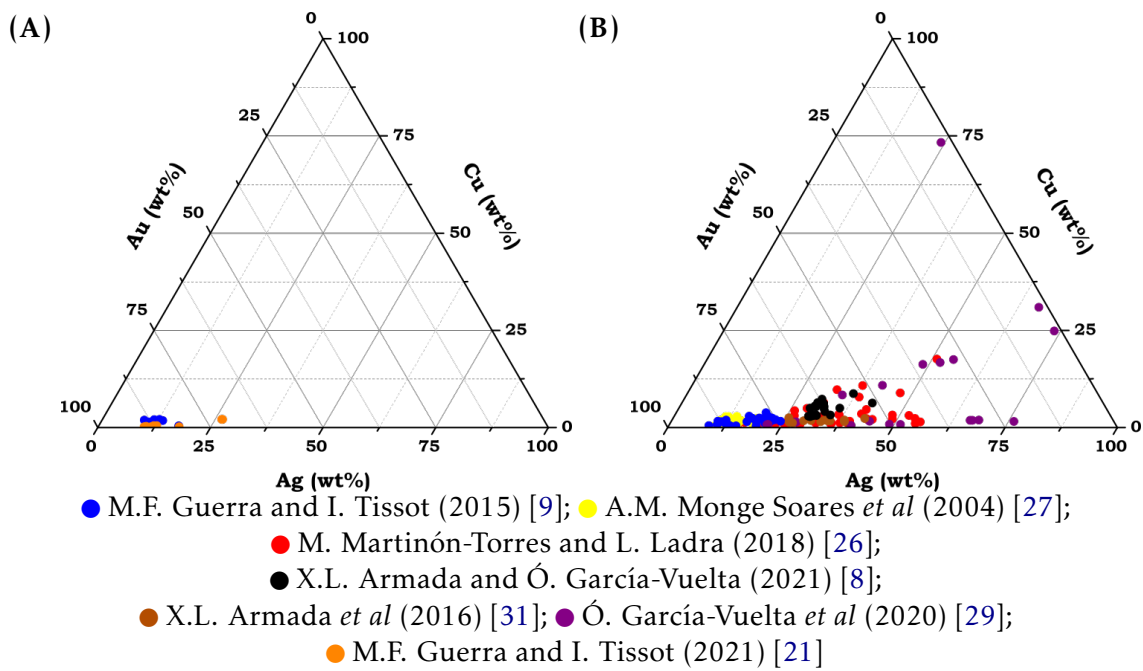 (A)
0
100
25
75
Au (wt%)
Cu (wt%)
50
50
75
25
100
0
0
25
50
75
100
Ag (wt%)
(B)
0
100
25
75
Au (wt%)
Cu (wt%)
50
50
75
25
100
0
0
25
50
75
100
Ag (wt%)
M.F. Guerra and I. Tissot (2015) [9]; A.M. Monge Soares et al (2004) [27];
M. Martinón-Torres and L. Ladra (2018) [26];
X.L. Armada and Ó. García-Vuelta (2021) [8];
X.L. Armada et al (2016) [31]; Ó. García-Vuelta et al (2020) [29];
M.F. Guerra and I. Tissot (2021) [21]